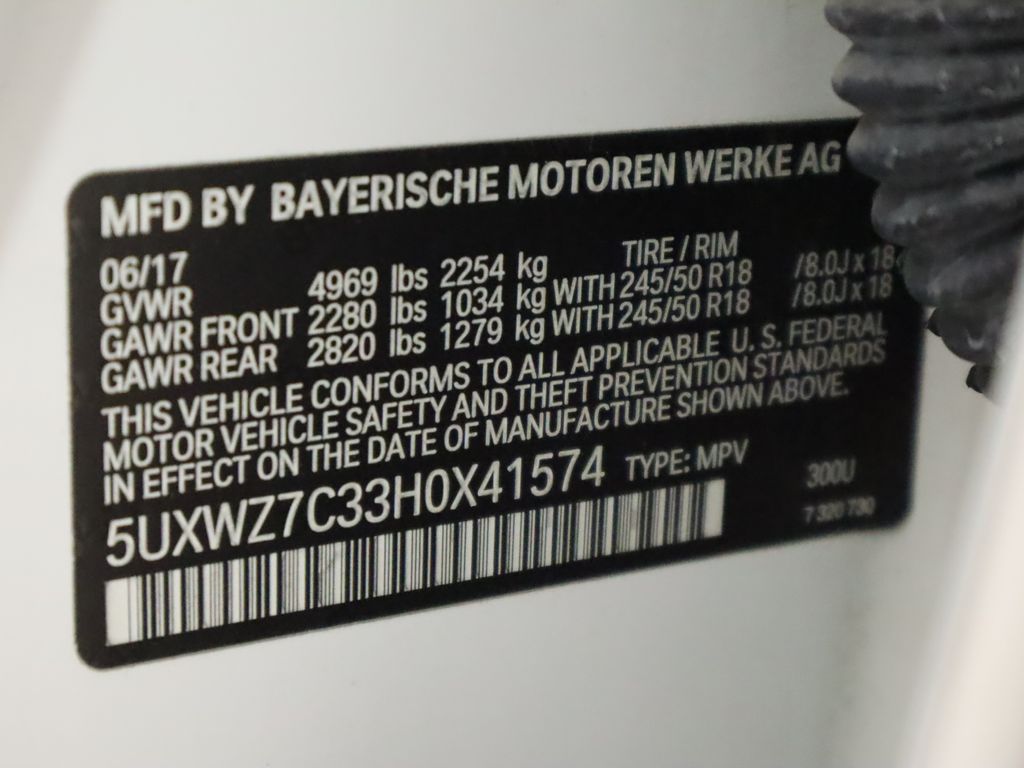 MFD BY BAYERISCHE MOTOREN WERKE AG
06/17 TIRE / RIM
GVWR 4969 lbs 2254 kg
GAWR FRONT 2280 lbs 1034 kg WITH 245/50 R18 /8.0J x 18
GAWR REAR 2820 lbs 1279 kg WITH 245/50 R18 /8.0J x 18
THIS VEHICLE CONFORMS TO ALL APPLICABLE U. S. FEDERAL
MOTOR VEHICLE SAFETY AND THEFT PREVENTION STANDARDS
IN EFFECT ON THE DATE OF MANUFACTURE SHOWN ABOVE.
5UXWZ7C33H0X41574 TYPE: MPV 300U
7 320 730